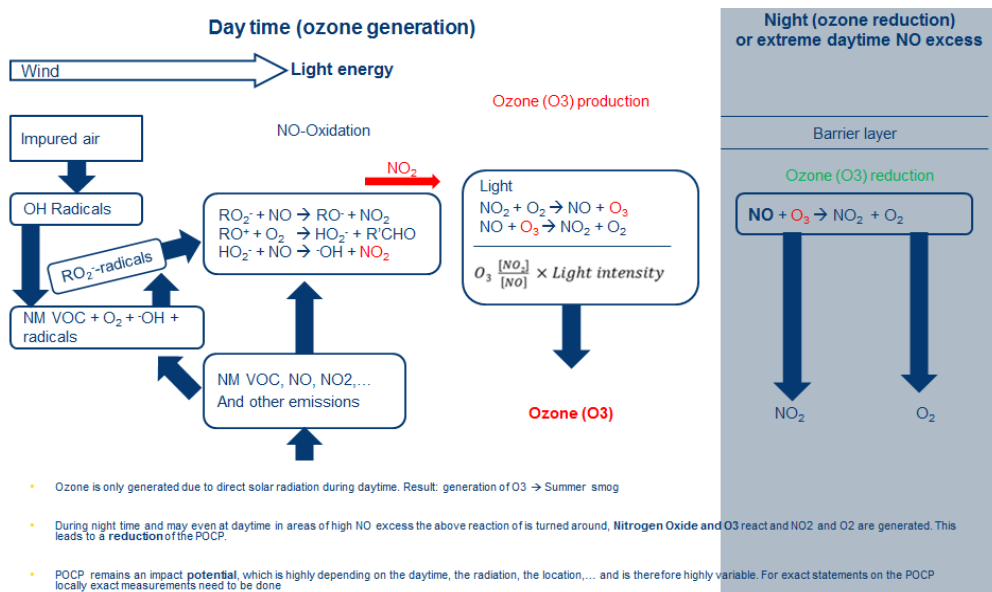 Day time (ozone generation)
Night (ozone reduction)
or extreme daytime NO excess
Wind
Light energy
Ozone (O3) production
Impured air
NO-Oxidation
Barrier layer
NO₂
Ozone (O3) reduction
OH Radicals
RO₂⁻-radicals
NM VOC + O₂ + ·OH +
radicals
RO₂⁻ + NO → RO⁻ + NO₂
RO⁺ + O₂ → HO₂⁻ + R'CHO
HO₂⁻ + NO → ·OH + NO₂
Light
NO₂ + O₂ → NO + O₃
NO + O₃ → NO₂ + O₂
O₃ [NO₂]/[NO] × Light intensity
NO + O₃ → NO₂ + O₂
NM VOC, NO, NO2,...
And other emissions
Ozone (O3)
NO₂
O₂
• Ozone is only generated due to direct solar radiation during daytime. Result: generation of O3 → Summer smog
• During night time and may even at daytime in areas of high NO excess the above reaction of is turned around, Nitrogen Oxide and O3 react and NO2 and O2 are generated. This
leads to a reduction of the POCP.
• POCP remains an impact potential, which is highly depending on the daytime, the radiation, the location,... and is therefore highly variable. For exact statements on the POCP
locally exact measurements need to be done